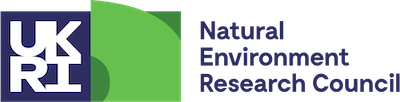 UK
RI
Natural
Environment
Research Council